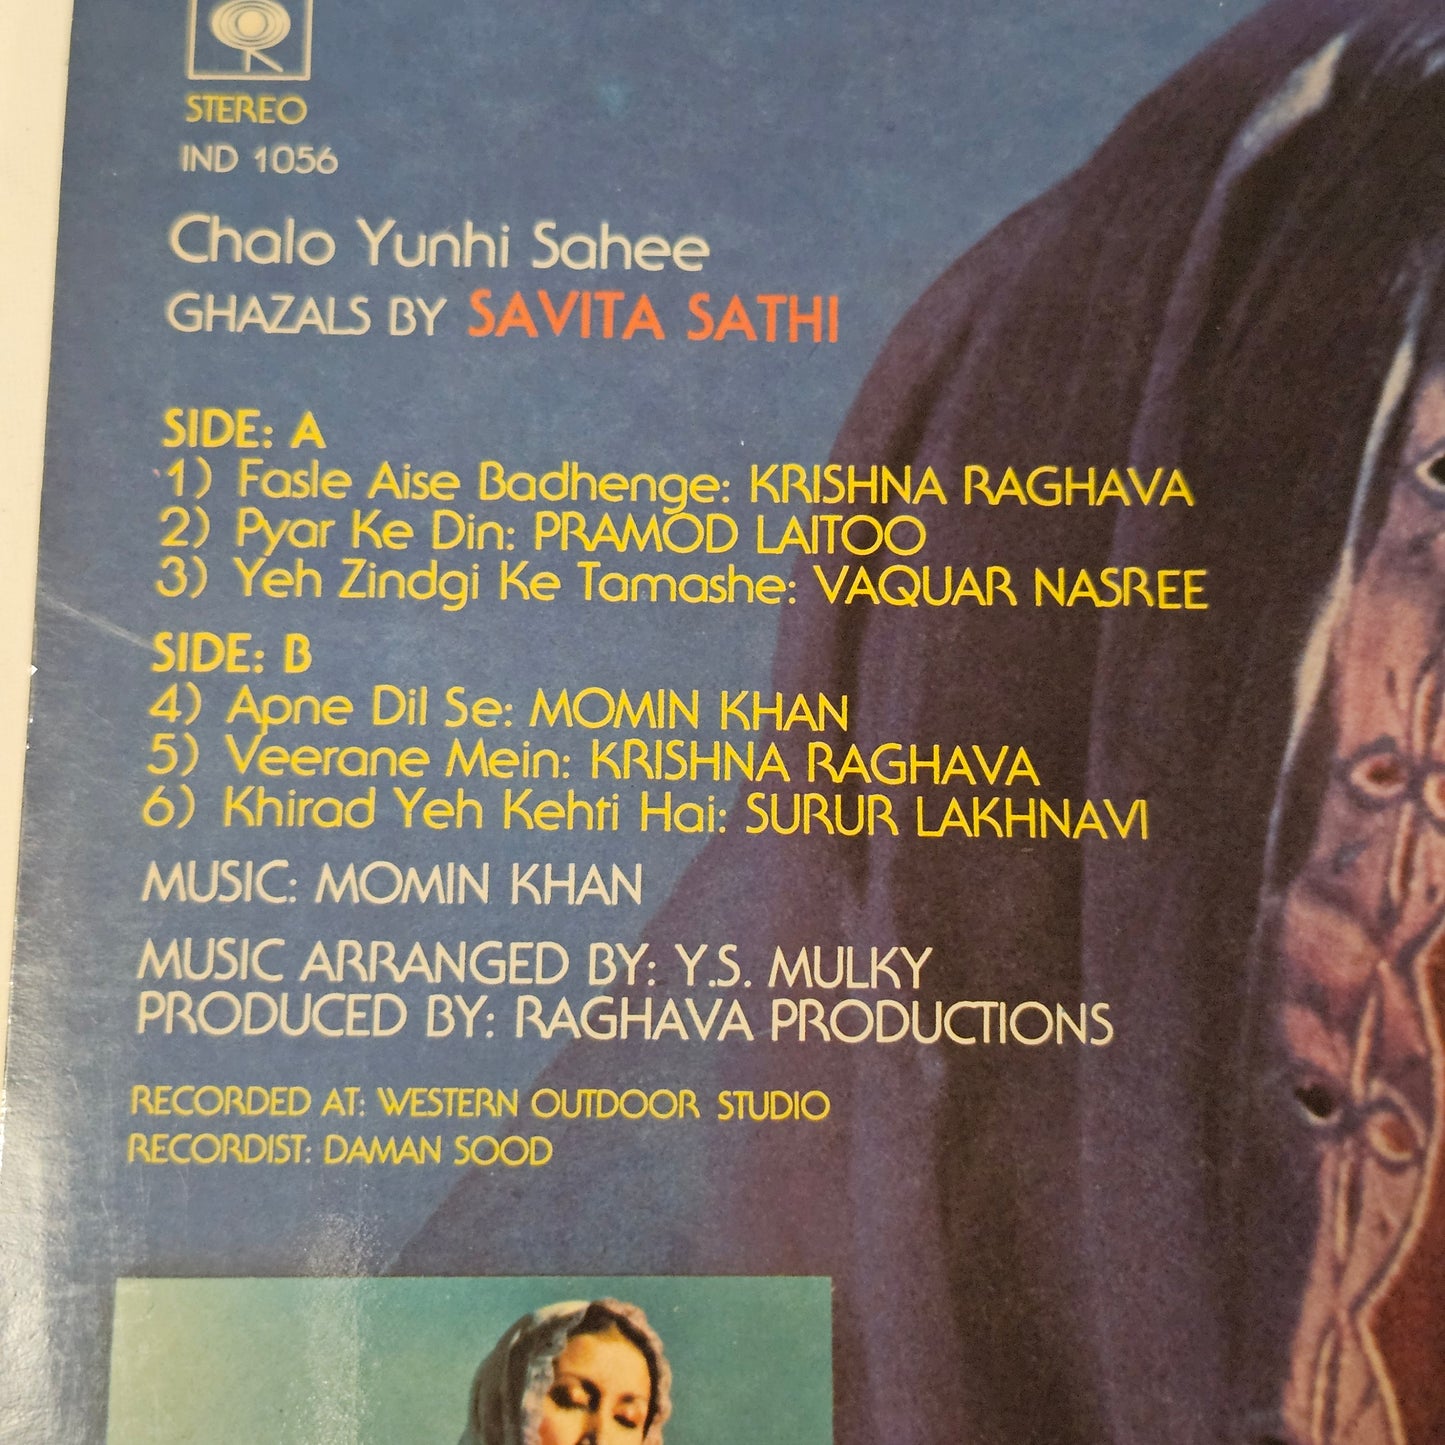 STEREO
IND 1056
Chalo Yunhi Sahee
GHAZALS BY SAVITA SATHI
SIDE: A
1) Fasle Aise Badhenge: KRISHNA RAGHAVA
2) Pyar Ke Din: PRAMOD LAITOO
3) Yeh Zindgi Ke Tamashe: VAQUAR NASREE
SIDE: B
4) Apne Dil Se: MOMIN KHAN
5) Veerane Mein: KRISHNA RAGHAVA
6) Khirad Yeh Kehti Hai: SURUR LAKHNAVI
MUSIC: MOMIN KHAN
MUSIC ARRANGED BY: Y.S. MULKY
PRODUCED BY: RAGHAVA PRODUCTIONS
RECORDED AT: WESTERN OUTDOOR STUDIO
RECORDIST: DAMAN SOOD